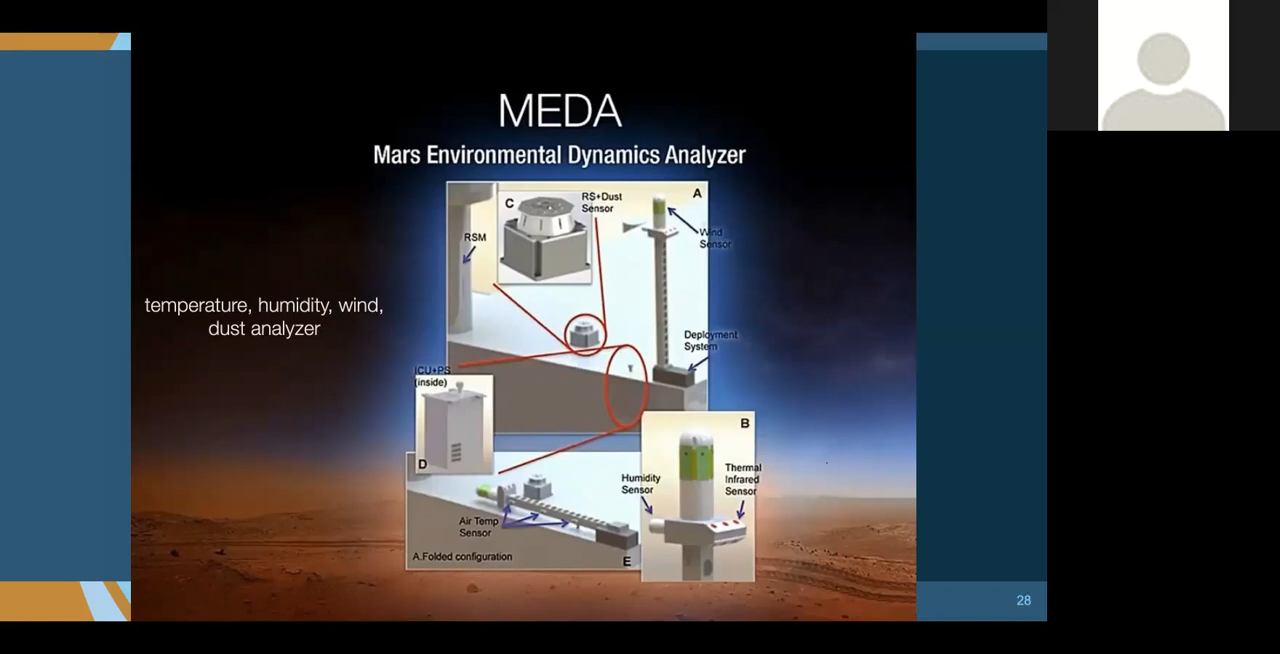 MEDA
Mars Environmental Dynamics Analyzer
temperature, humidity, wind,
dust analyzer
A
C
RS+Dust
Sensor
RSM
Wind
Sensor
Deployment
System
ICU+PS
(inside)
D
B
Humidity
Sensor
Thermal
Infrared
Sensor
Air Temp
Sensor
A.Folded configuration
E
28